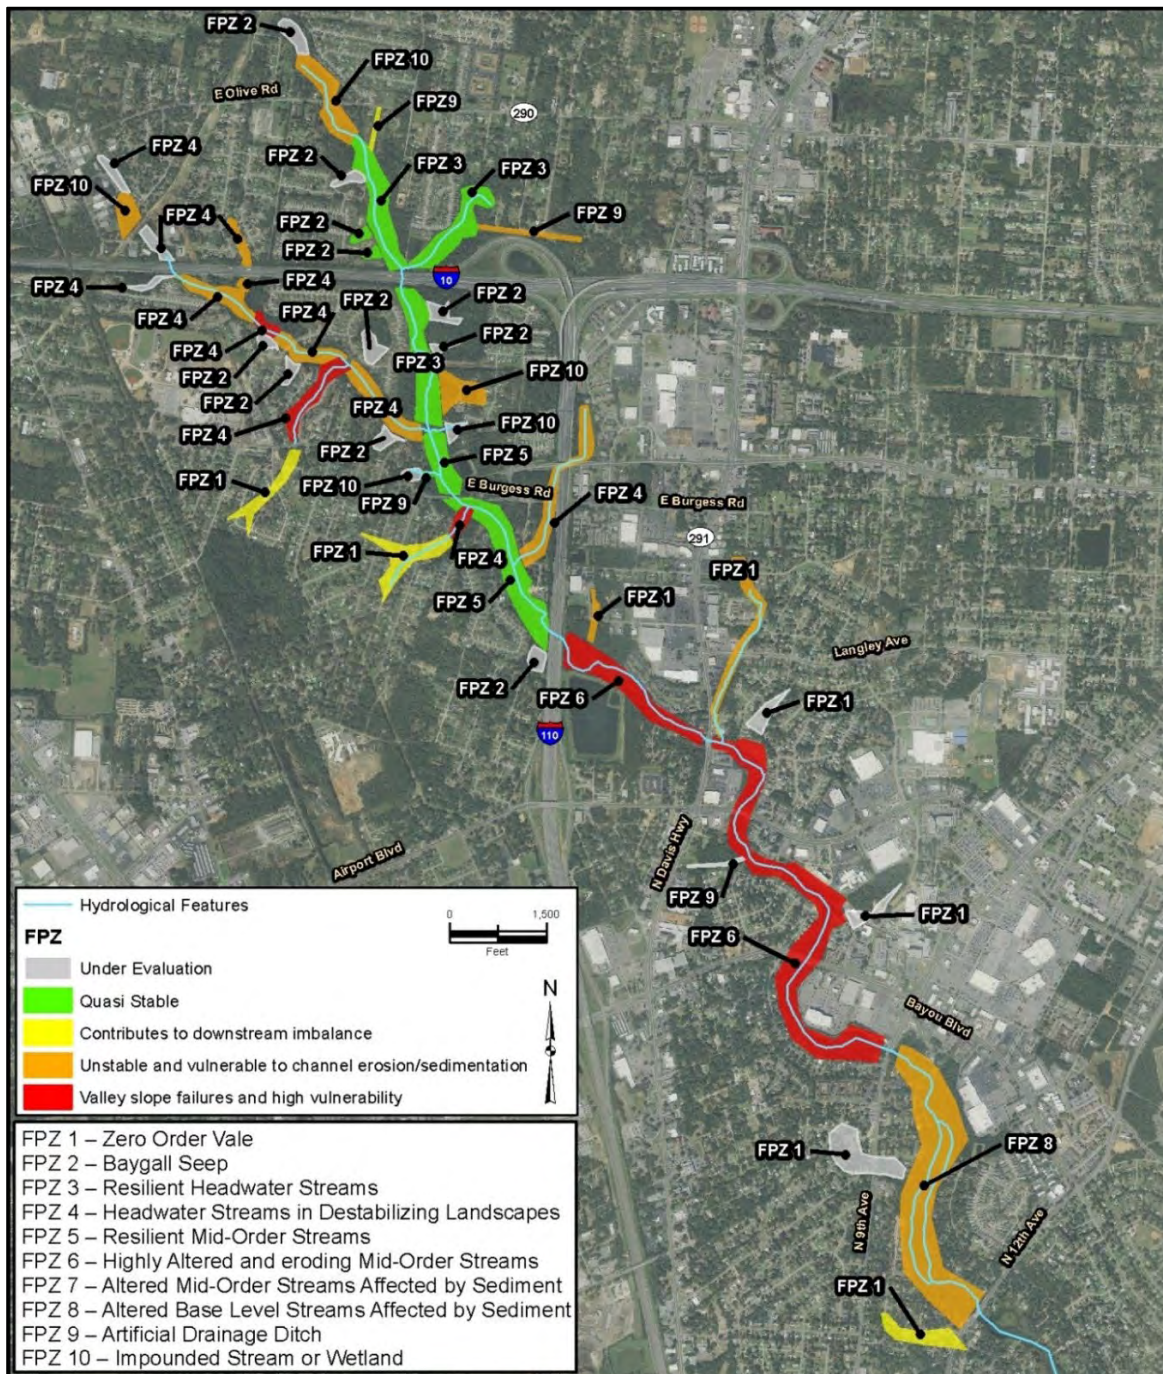 FPZ 2
FPZ 10
E Olive Rd
FPZ9
290
FPZ 4
FPZ 2
FPZ 3
FPZ 3
FPZ 10
FPZ 4
FPZ 2
FPZ 9
FPZ 2
10
FPZ 4
FPZ 4
FPZ 2
FPZ 2
FPZ 4
FPZ 4
FPZ 2
FPZ 4
FPZ 3
FPZ 2
FPZ 10
FPZ 2
FPZ 4
FPZ 4
FPZ 10
FPZ 2
FPZ 5
FPZ 1
FPZ 10
E Burgess Rd
FPZ 4
E Burgess Rd
FPZ 9
291
FPZ 1
FPZ 4
FPZ 1
FPZ 5
FPZ 1
Langley Ave
FPZ 2
FPZ 6
FPZ 1
110
Airport Blvd
N Davis Hwy
FPZ 9
FPZ 1
FPZ 6
Bayou Blvd
FPZ 1
FPZ 8
N 9th Ave
N 12th Ave
FPZ 1
Hydrological Features
0 1,500
Feet
FPZ
Under Evaluation
N
Quasi Stable
Contributes to downstream imbalance
Unstable and vulnerable to channel erosion/sedimentation
Valley slope failures and high vulnerability
FPZ 1 – Zero Order Vale
FPZ 2 – Baygall Seep
FPZ 3 – Resilient Headwater Streams
FPZ 4 – Headwater Streams in Destabilizing Landscapes
FPZ 5 – Resilient Mid-Order Streams
FPZ 6 – Highly Altered and eroding Mid-Order Streams
FPZ 7 – Altered Mid-Order Streams Affected by Sediment
FPZ 8 – Altered Base Level Streams Affected by Sediment
FPZ 9 – Artificial Drainage Ditch
FPZ 10 – Impounded Stream or Wetland